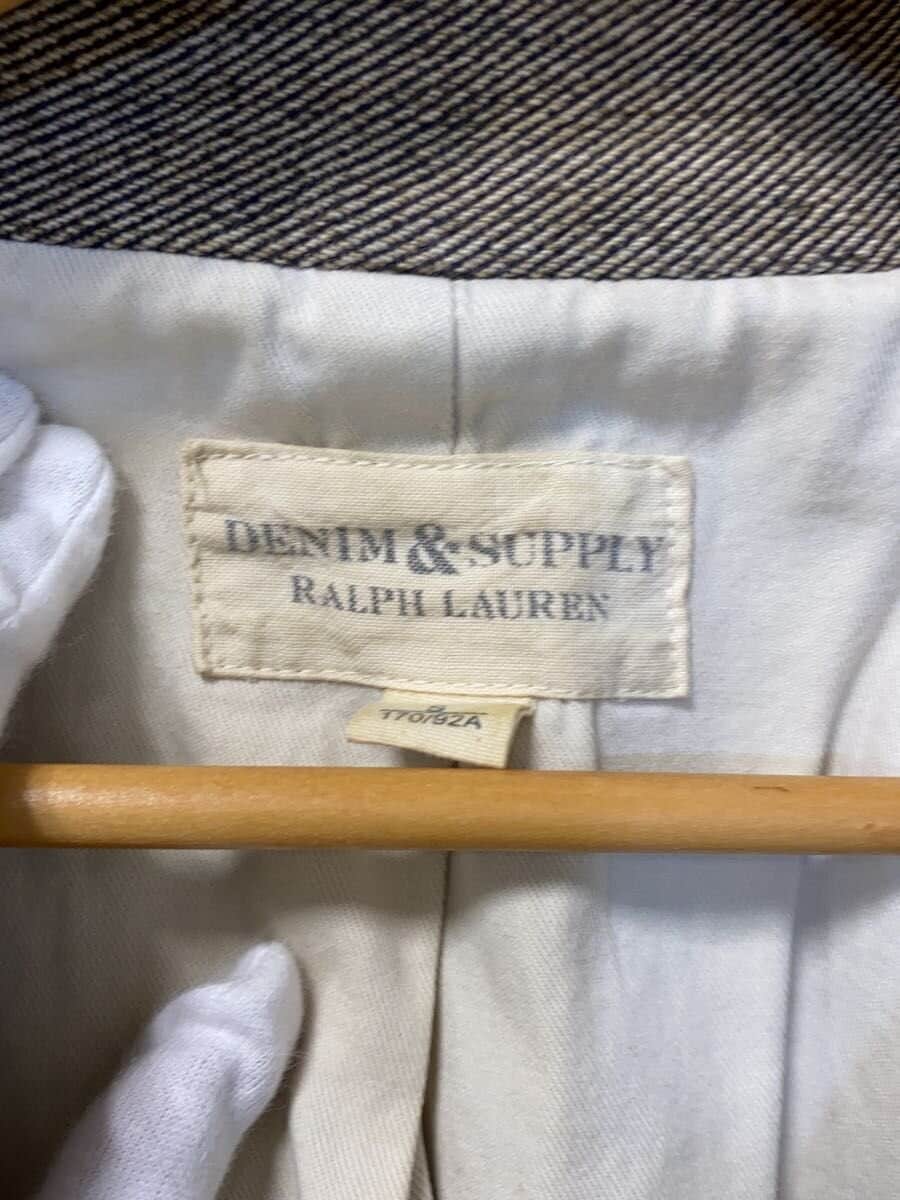 DENIM & SUPPLY
RALPH LAUREN
170/92A